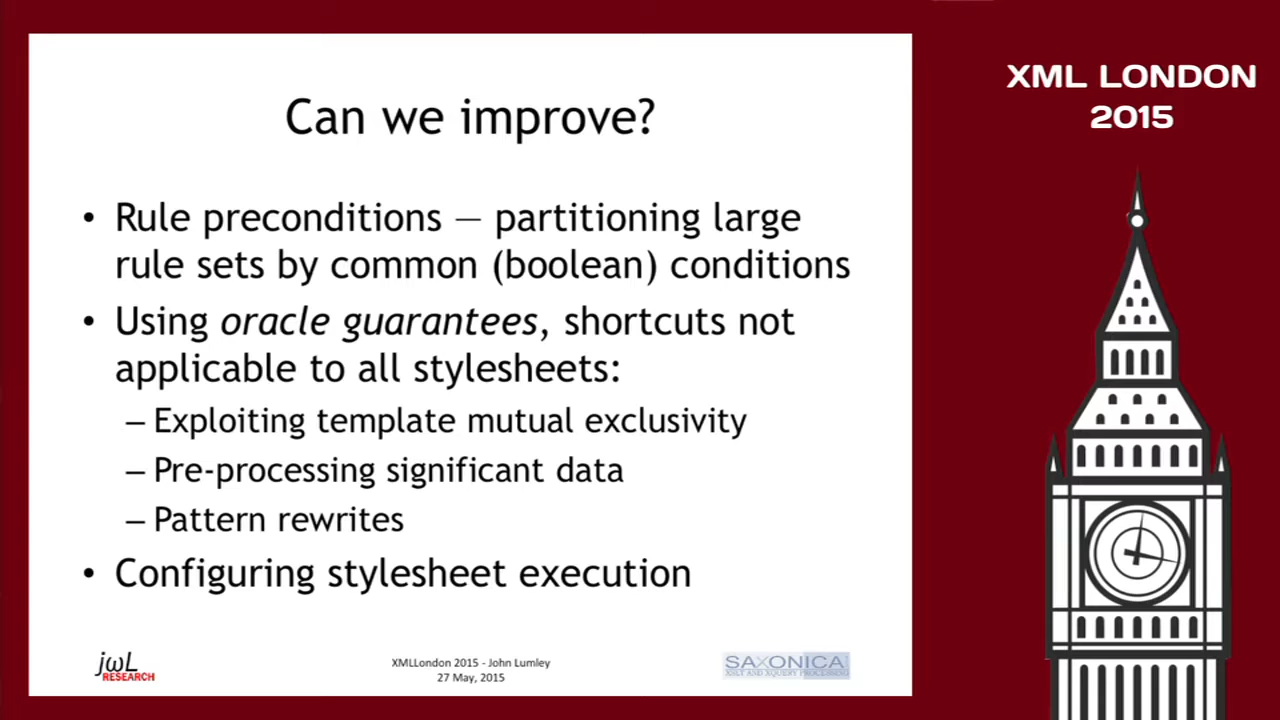 Can we improve?
• Rule preconditions — partitioning large
rule sets by common (boolean) conditions
• Using oracle guarantees, shortcuts not
applicable to all stylesheets:
– Exploiting template mutual exclusivity
– Pre-processing significant data
– Pattern rewrites
• Configuring stylesheet execution
jwL
RESEARCH
XMLLondon 2015 - John Lumley
27 May, 2015
SAXONICA
XSLT AND XQUERY PROCESSING
XML LONDON
2015